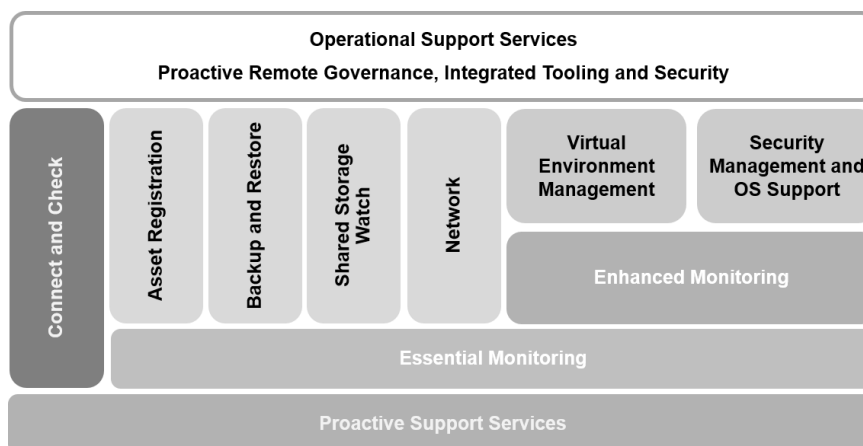 Operational Support Services
Proactive Remote Governance, Integrated Tooling and Security
Connect and Check
Asset Registration
Backup and Restore
Shared Storage
Watch
Network
Virtual
Environment
Management
Security
Management and
OS Support
Enhanced Monitoring
Essential Monitoring
Proactive Support Services